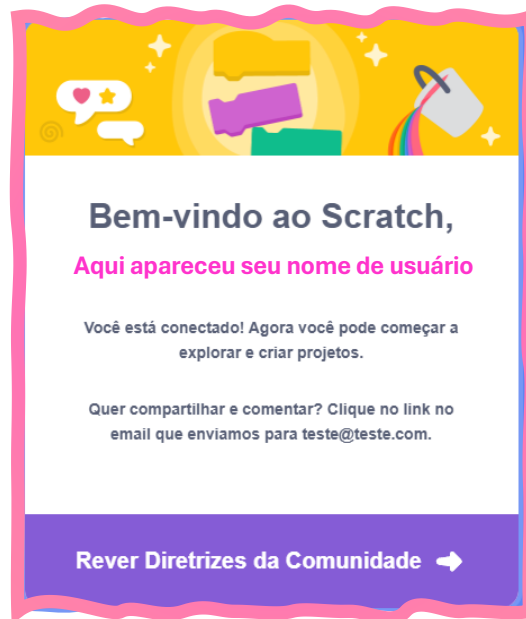 Bem-vindo ao Scratch,
Aqui apareceu seu nome de usuário
Você está conectado! Agora você pode começar a
explorar e criar projetos.
Quer compartilhar e comentar? Clique no link no
email que enviamos para teste@teste.com.
Rever Diretrizes da Comunidade